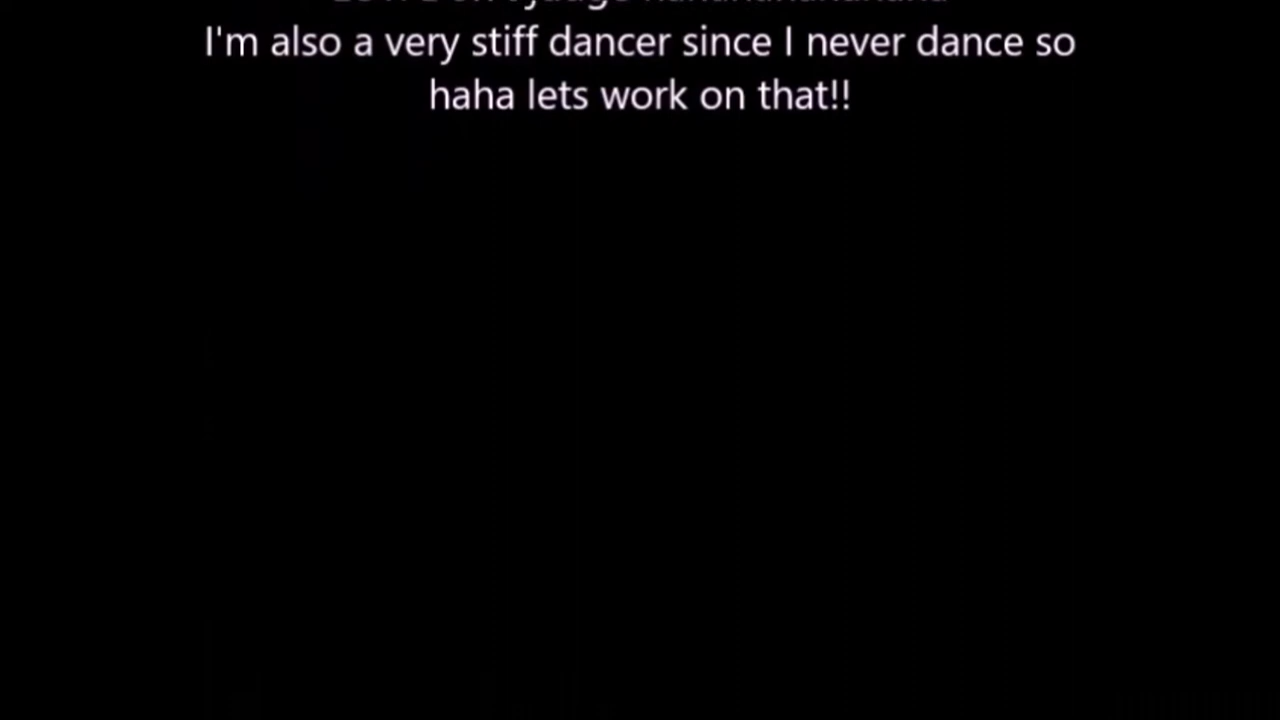 I'm also a very stiff dancer since I never dance so
haha lets work on that!!